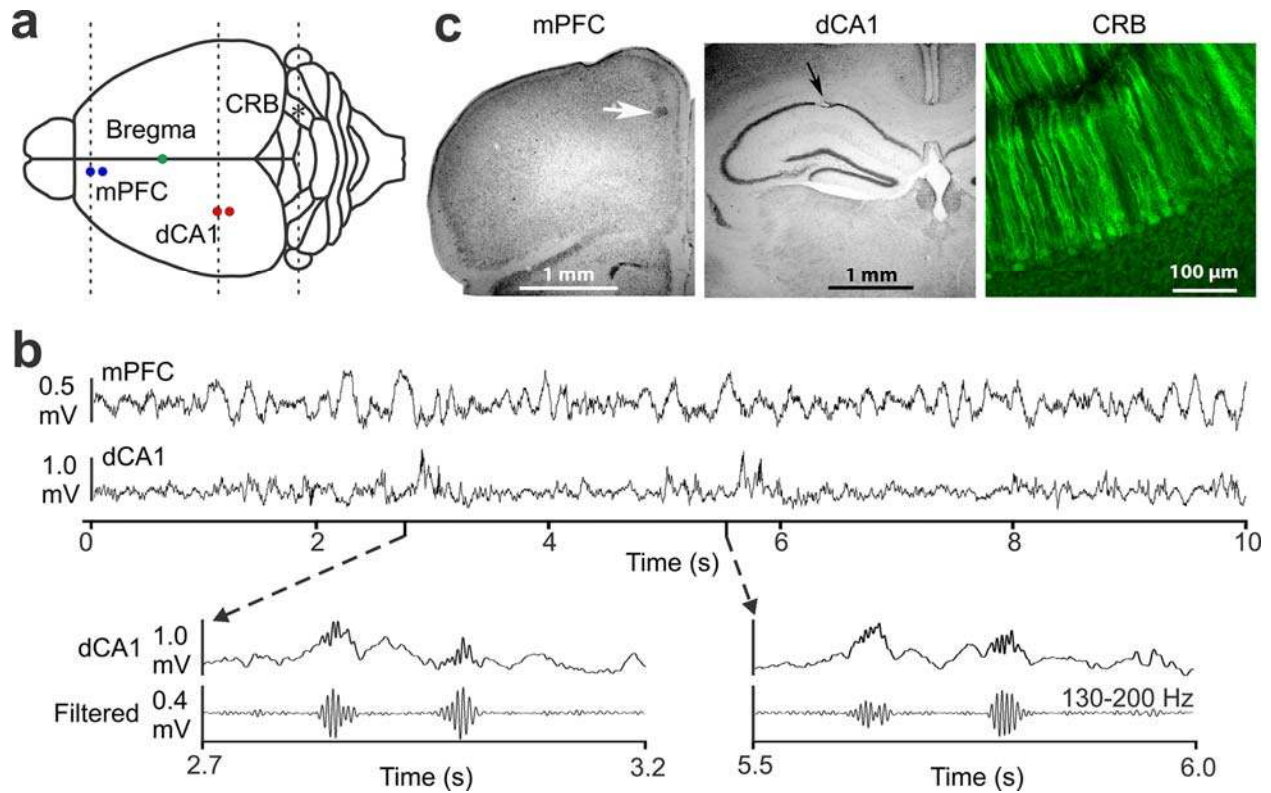 a
CRB
*
Bregma
mPFC
dCA1
c
mPFC
dCA1
CRB
1 mm
1 mm
100 µm
b
mPFC
0.5
mV
dCA1
1.0
mV
0 2 4 6 8 10
Time (s)
dCA1
1.0
mV
Filtered
0.4
mV
130-200 Hz
2.7 3.2 5.5 6.0
Time (s) Time (s)